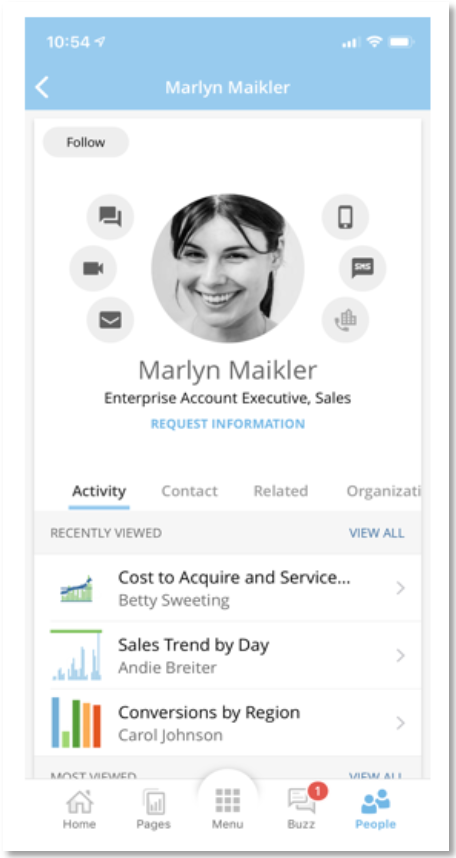 10:54
Marlyn Maikler
Follow
SMS
Marlyn Maikler
Enterprise Account Executive, Sales
REQUEST INFORMATION
Activity Contact Related Organizati
RECENTLY VIEWED VIEW ALL
Cost to Acquire and Service...
Betty Sweeting
Sales Trend by Day
Andie Breiter
Conversions by Region
Carol Johnson
MOST VIEWED VIEW ALL
1
Home Pages Menu Buzz People